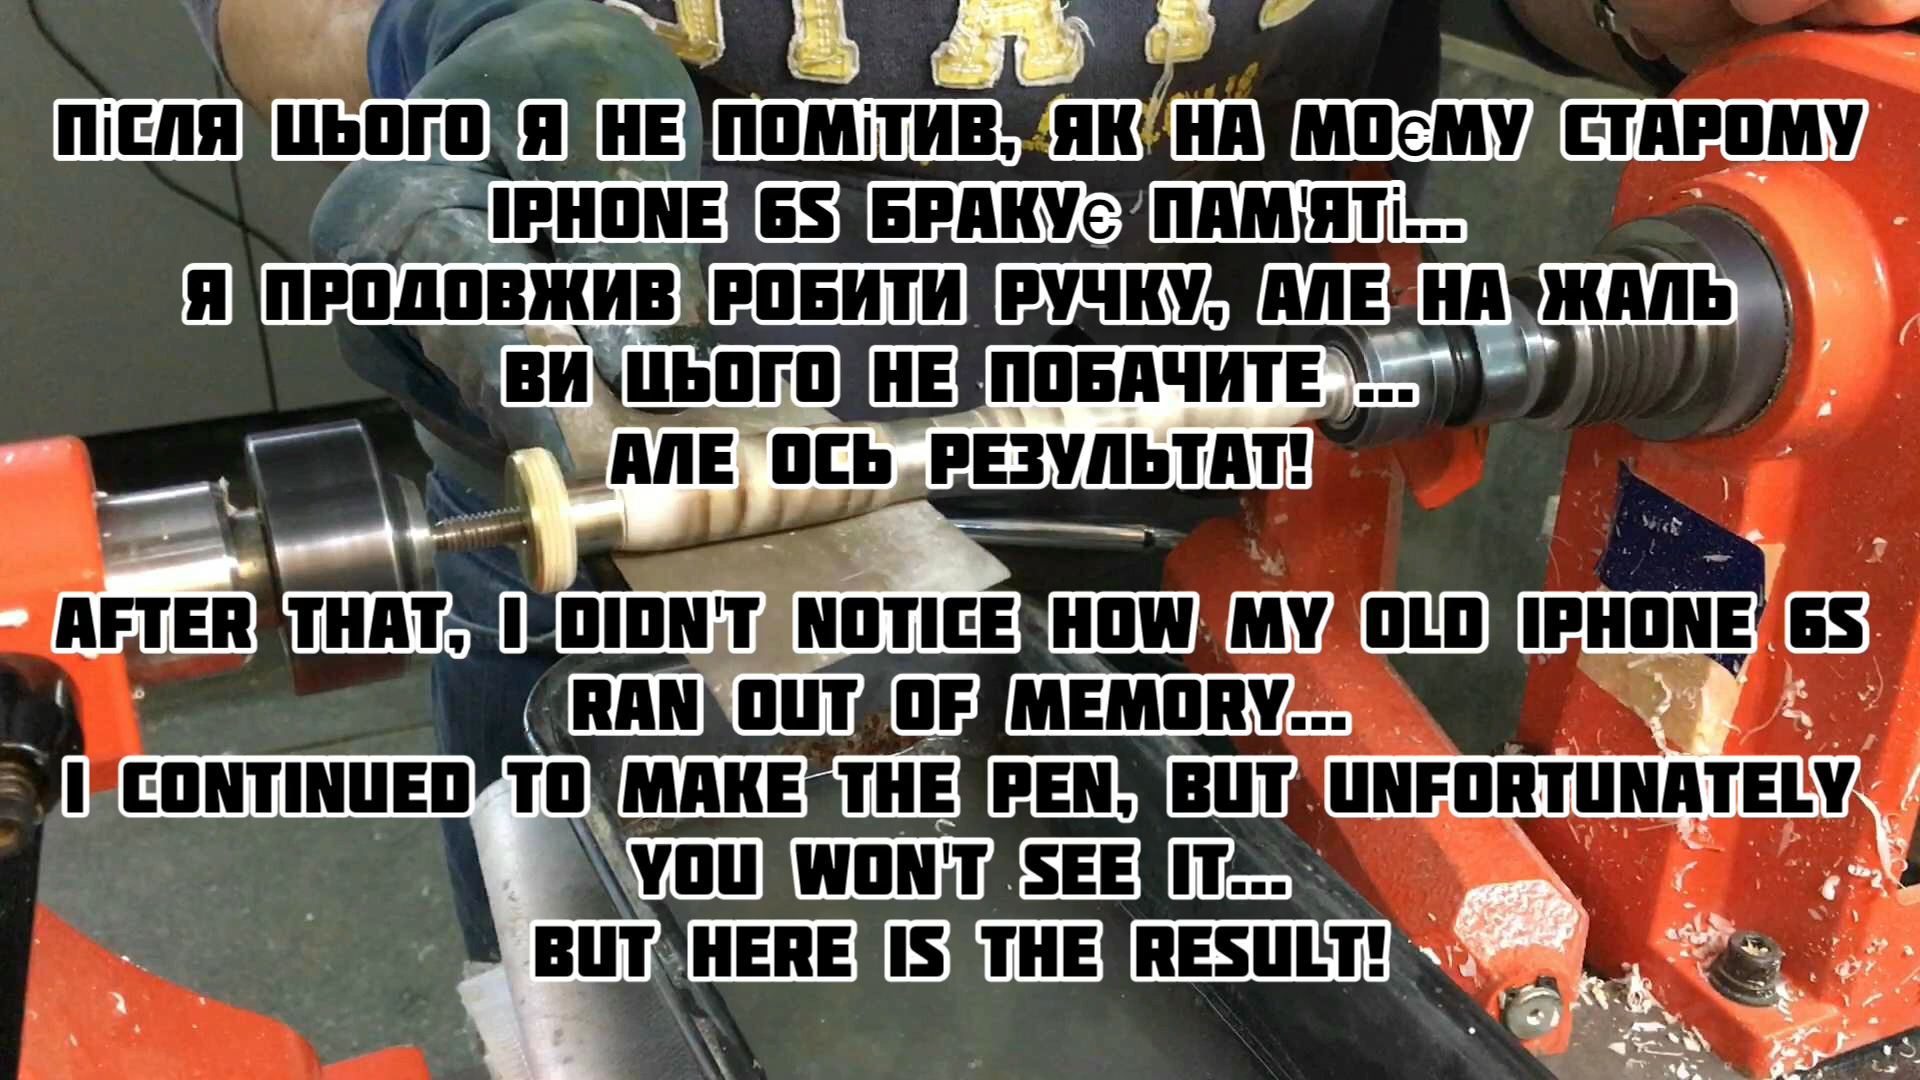 ПіСЛЯ ЦЬОГО Я НЕ ПОМіТИВ, ЯК НА МОєМУ СТАРОМУ
IPHONE 6S БРАКУє ПАМ'ЯТі...
Я ПРОДОВЖИВ РОБИТИ РУЧКУ, АЛЕ НА ЖАЛЬ
ВИ ЦЬОГО НЕ ПОБАЧИТЕ ...
АЛЕ ОСЬ РЕЗУЛЬТАТ!
AFTER THAT, I DIDN'T NOTICE HOW MY OLD IPHONE 6S
RAN OUT OF MEMORY...
I CONTINUED TO MAKE THE PEN, BUT UNFORTUNATELY
YOU WON'T SEE IT...
BUT HERE IS THE RESULT!